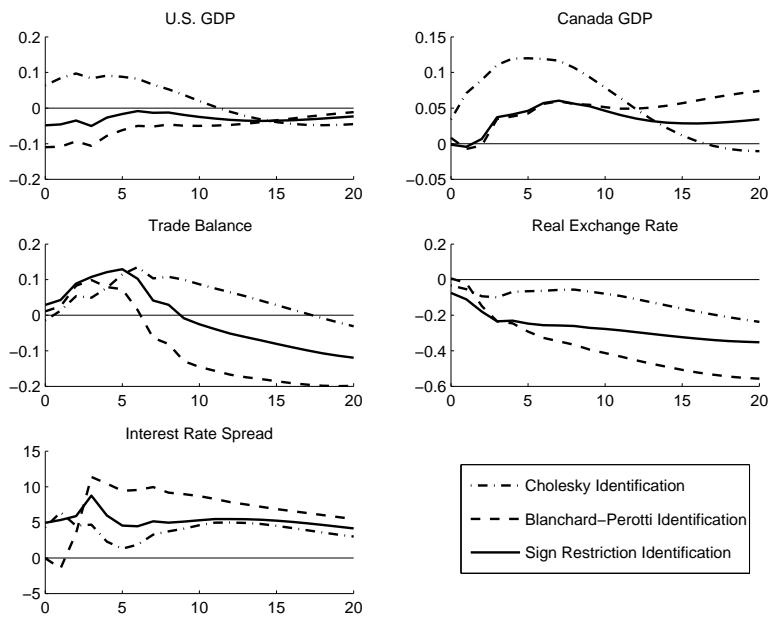 U.S. GDP
0.2
0.1
0
−0.1
−0.2
0 5 10 15 20
Canada GDP
0.15
0.1
0.05
0
−0.05
0 5 10 15 20
Trade Balance
0.2
0.1
0
−0.1
−0.2
0 5 10 15 20
Real Exchange Rate
0
−0.2
−0.4
−0.6
0 5 10 15 20
Interest Rate Spread
15
10
5
0
−5
0 5 10 15 20
Cholesky Identification
Blanchard−Perotti Identification
Sign Restriction Identification